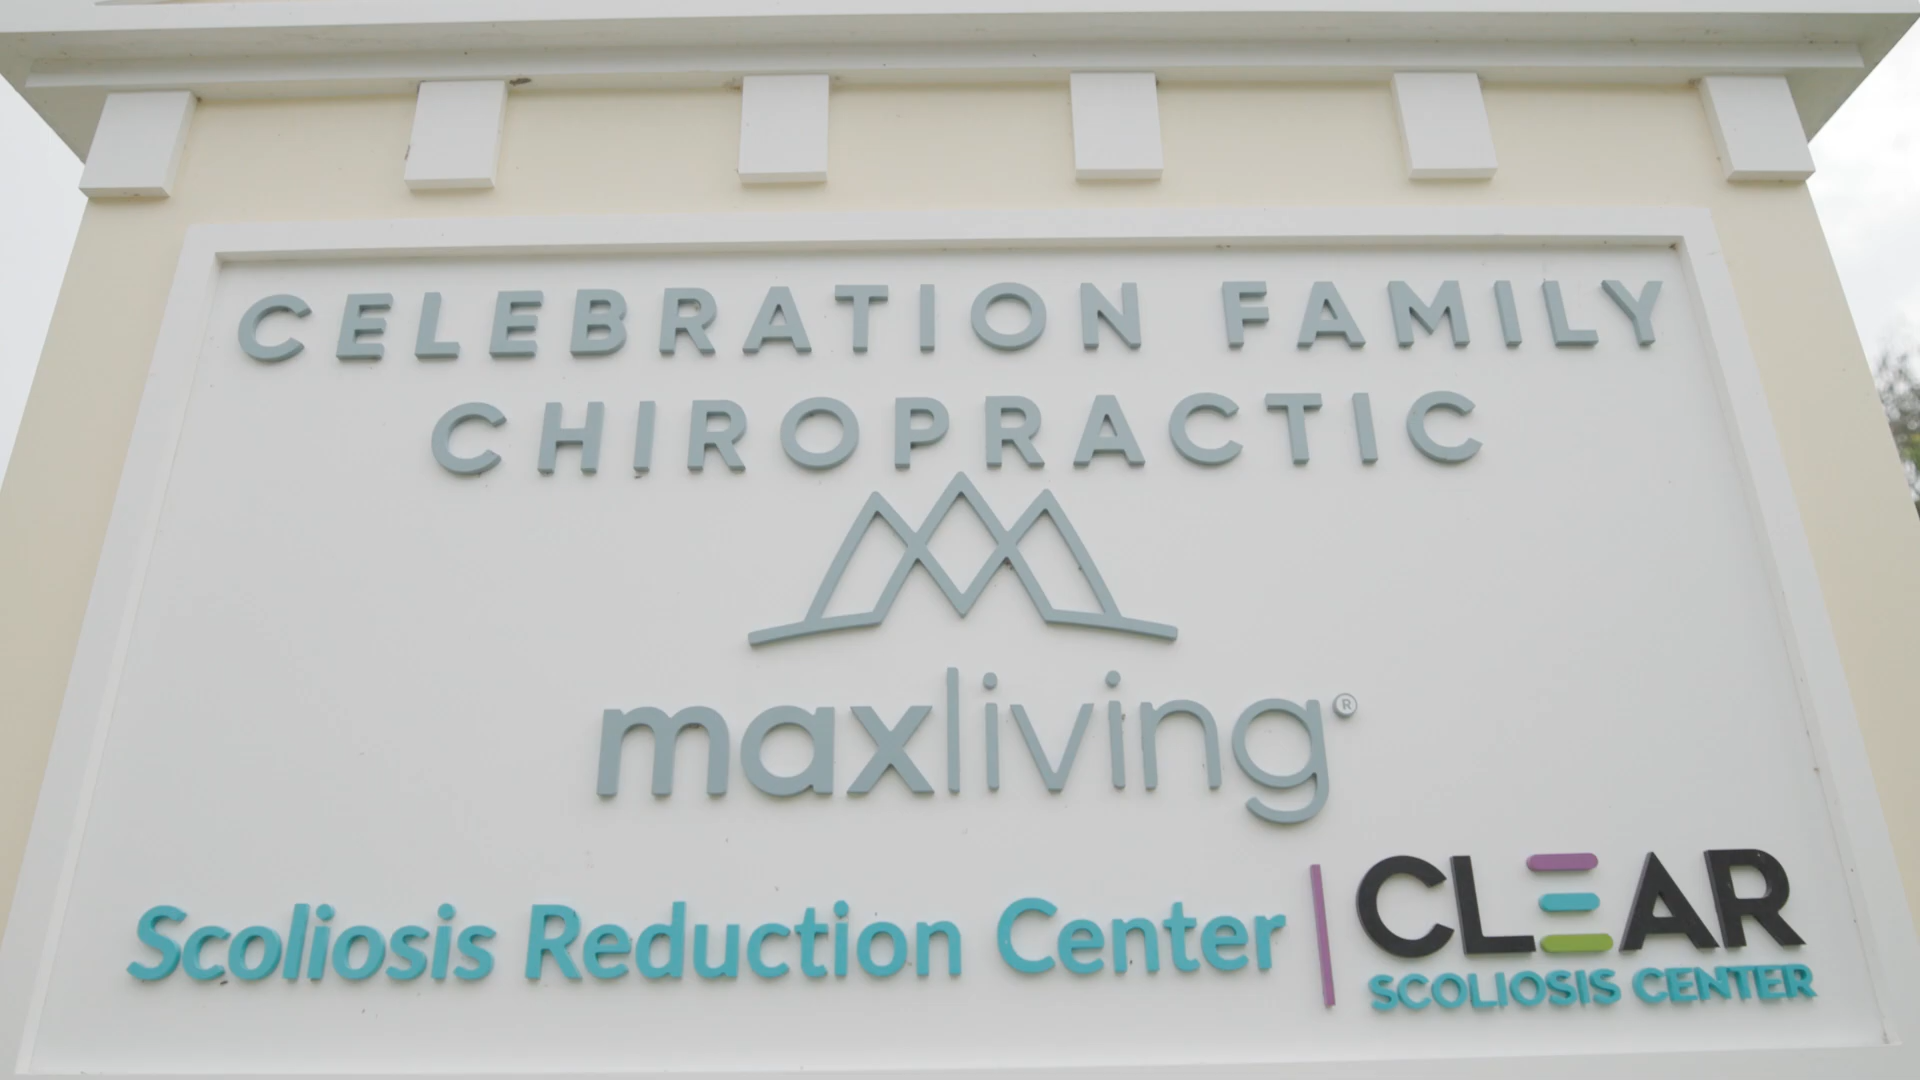 CELEBRATION FAMILY
CHIROPRACTIC
maxliving®
Scoliosis Reduction Center
CLEAR
SCOLIOSIS CENTER